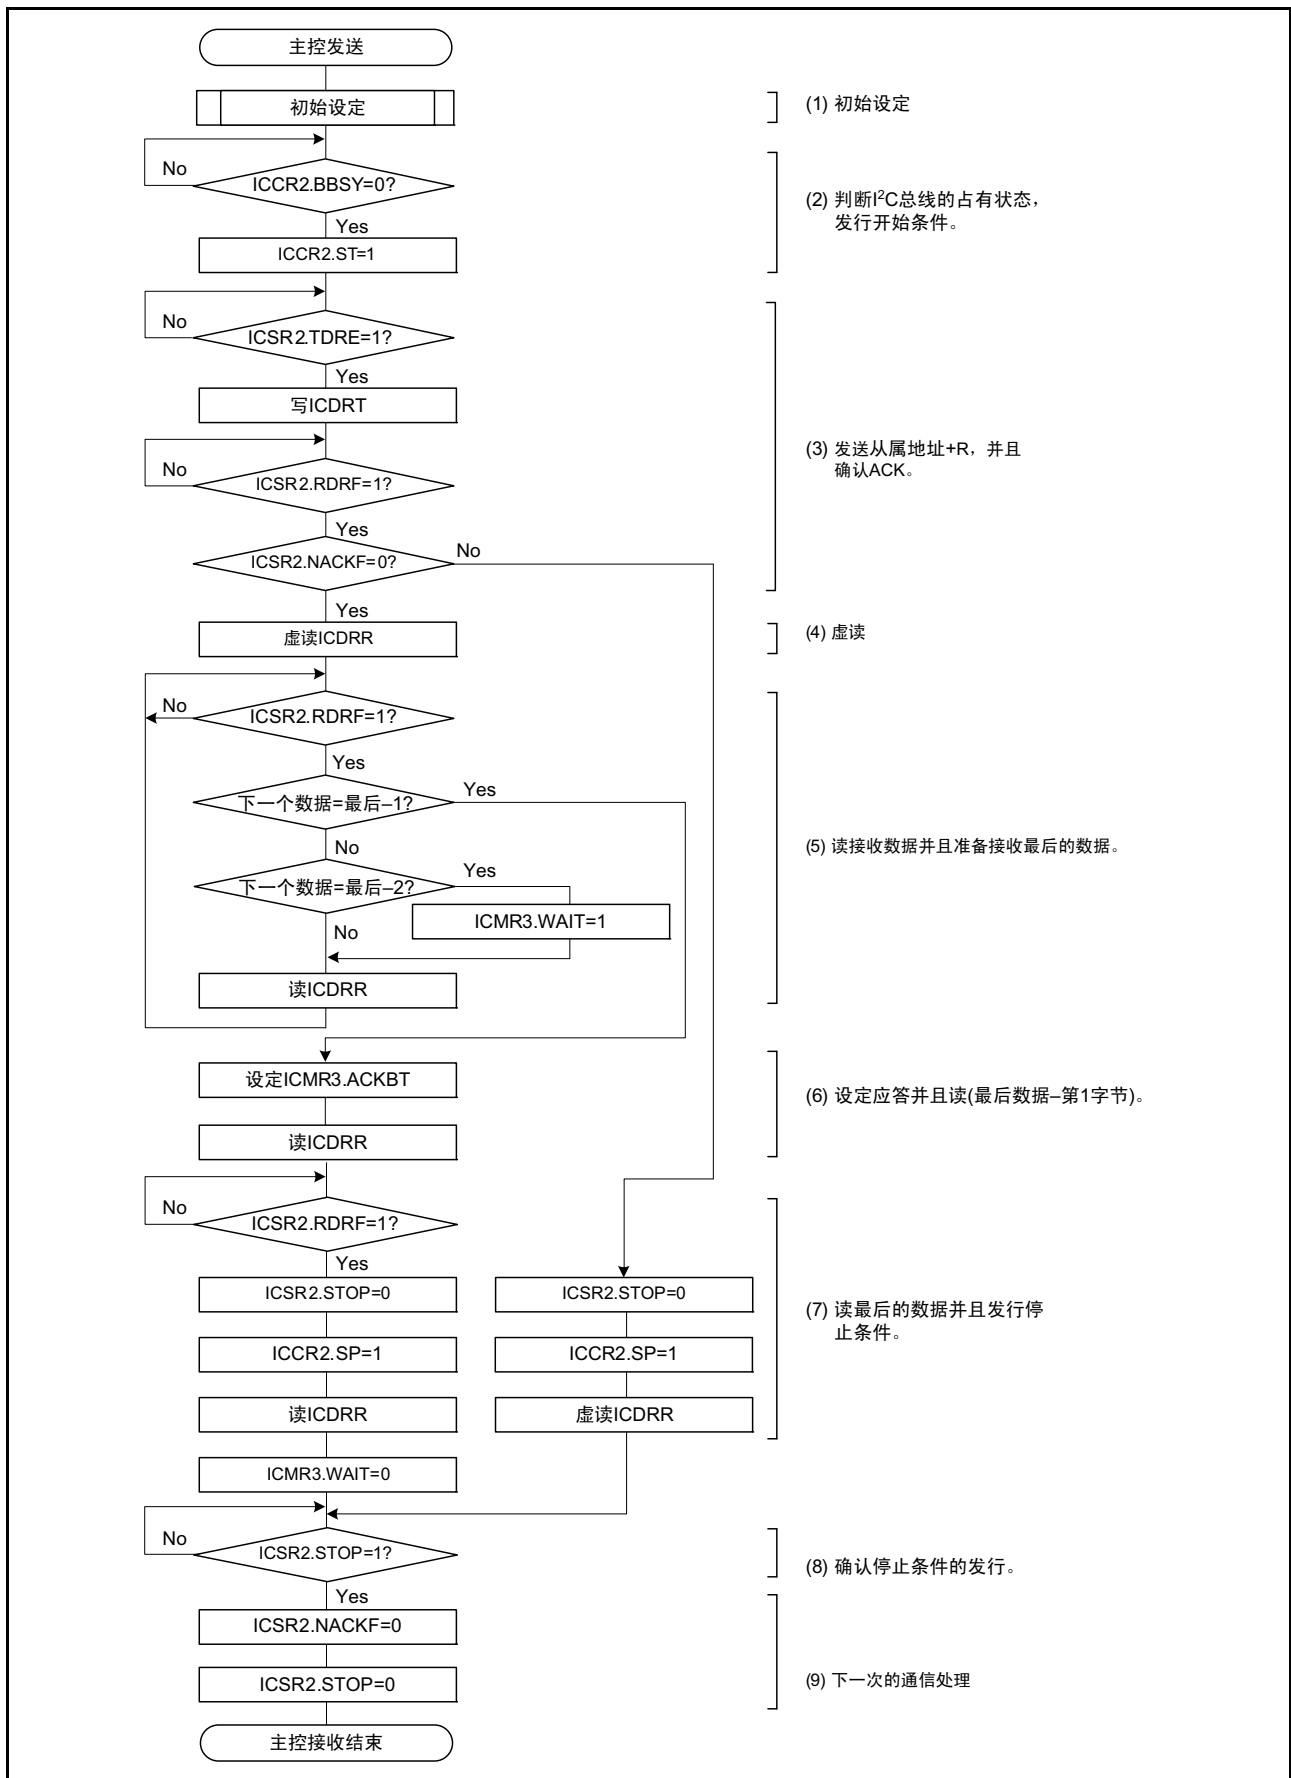 主控发送
初始设定
(1) 初始设定
No
ICCR2.BBSY=0?
Yes
ICCR2.ST=1
(2) 判断I²C总线的占有状态，
发行开始条件。
No
ICSR2.TDRE=1?
Yes
写ICDRT
No
ICSR2.RDRF=1?
Yes
ICSR2.NACKF=0?
No
Yes
(3) 发送从属地址+R，并且
确认ACK。
虚读ICDRR
(4) 虚读
No
ICSR2.RDRF=1?
Yes
下一个数据=最后–1?
Yes
No
下一个数据=最后–2?
Yes
ICMR3.WAIT=1
No
读ICDRR
(5) 读接收数据并且准备接收最后的数据。
设定ICMR3.ACKBT
读ICDRR
(6) 设定应答并且读(最后数据–第1字节)。
No
ICSR2.RDRF=1?
Yes
ICSR2.STOP=0
ICSR2.STOP=0
ICCR2.SP=1
ICCR2.SP=1
读ICDRR
虚读ICDRR
(7) 读最后的数据并且发行停
止条件。
ICMR3.WAIT=0
No
ICSR2.STOP=1?
Yes
(8) 确认停止条件的发行。
ICSR2.NACKF=0
ICSR2.STOP=0
(9) 下一次的通信处理
主控接收结束